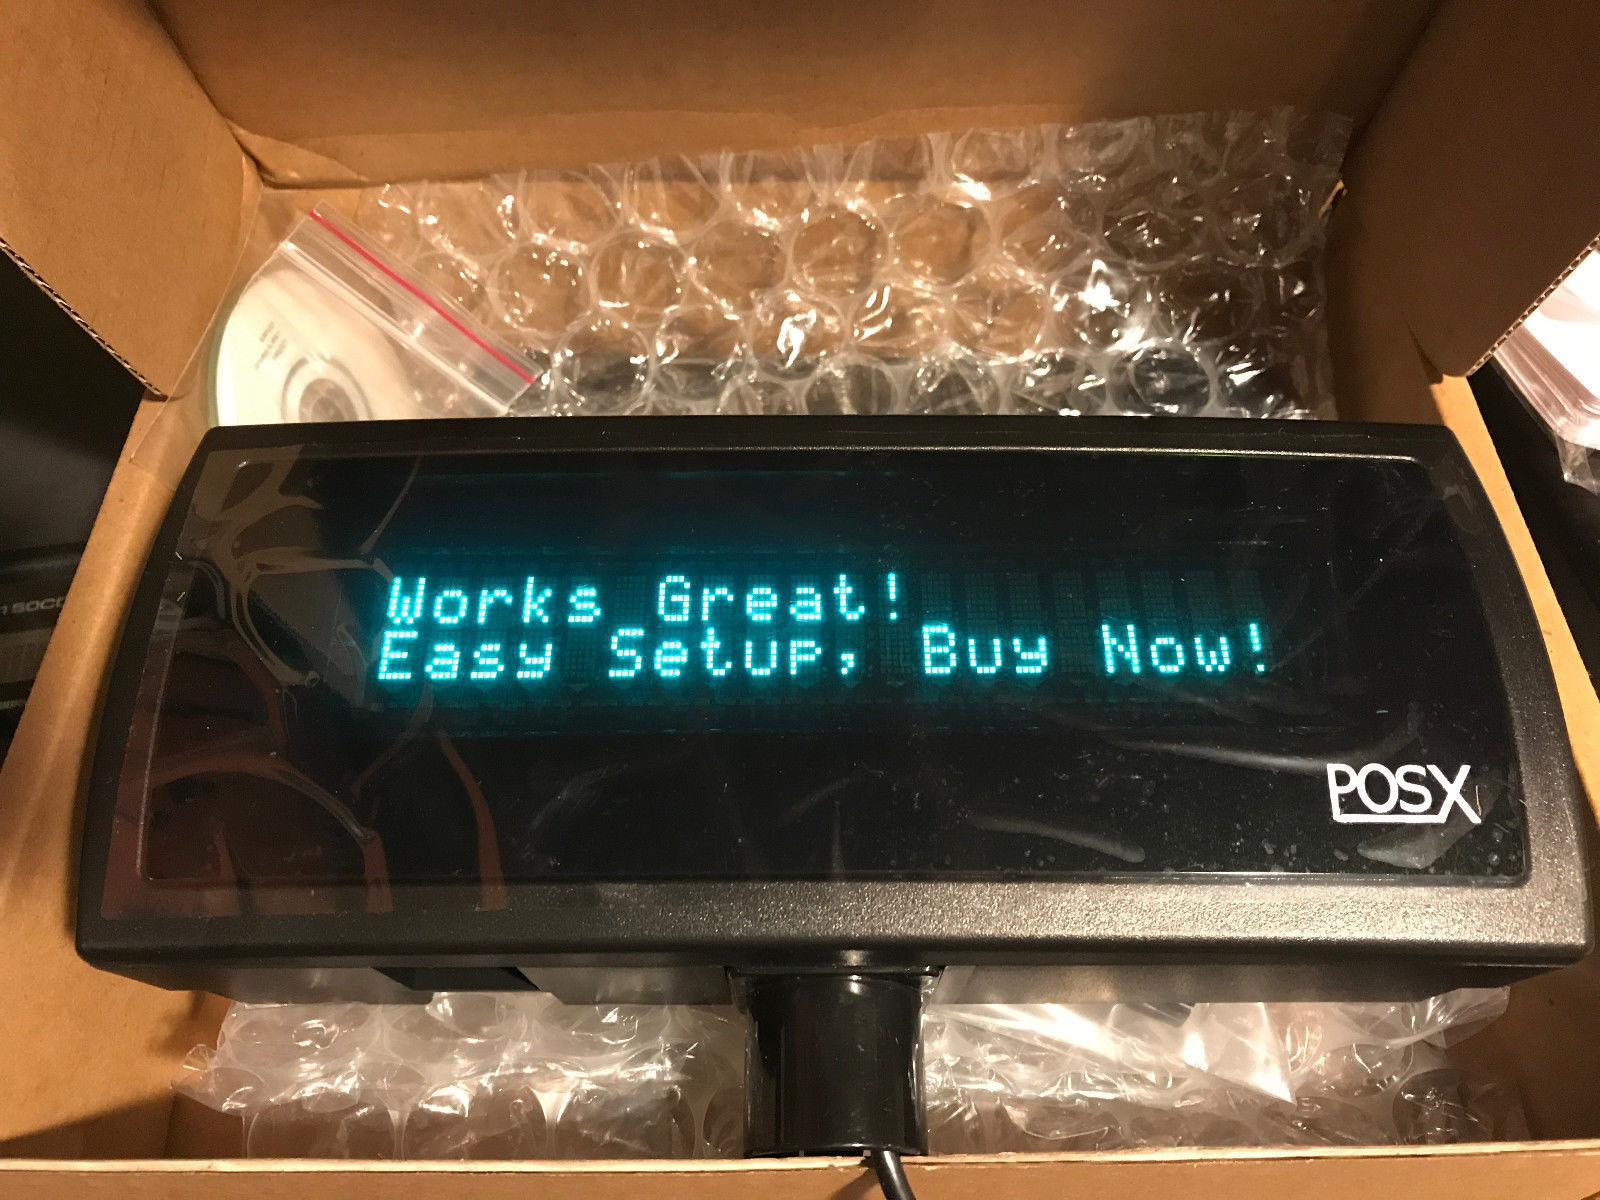 Works Great!
Easy Setup, Buy Now!
POSX